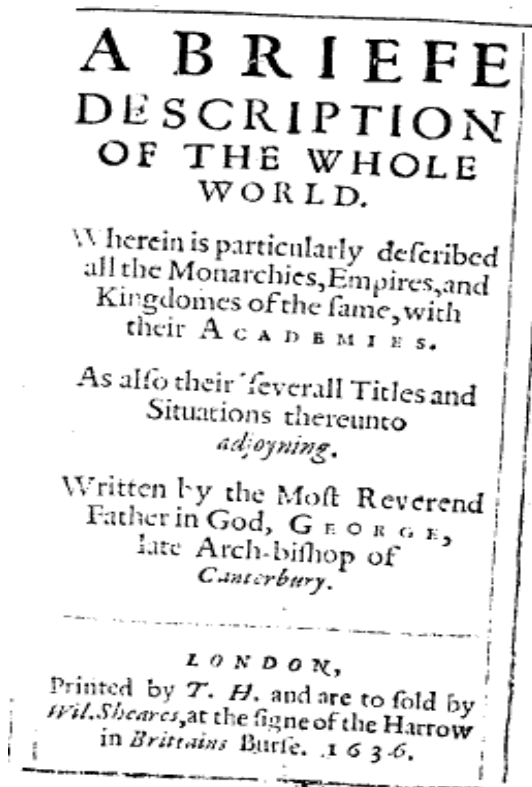 A BRIEFE
DESCRIPTION
OF THE WHOLE
WORLD.
Wherein is particularly deſcribed
all the Monarchies, Empires, and
Kingdomes of the ſame, with
their ACADEMIES.
As alſo their ſeverall Titles and
Situations thereunto
adjoyning.
Written by the Moſt Reverend
Father in God, GEORGE,
late Arch-biſhop of
Canterbury.
LONDON,
Printed by T. H. and are to ſold by
Wil. Sheares, at the ſigne of the Harrow
in Brittains Burſe. 1636.